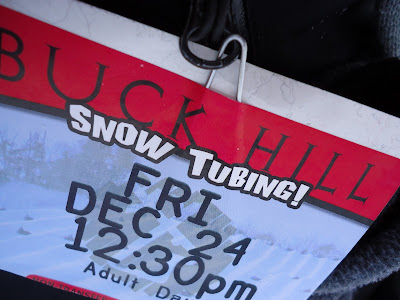 BUCK HILL
SNOW TUBING!
FRI
DEC 24
12:30pm
Adult